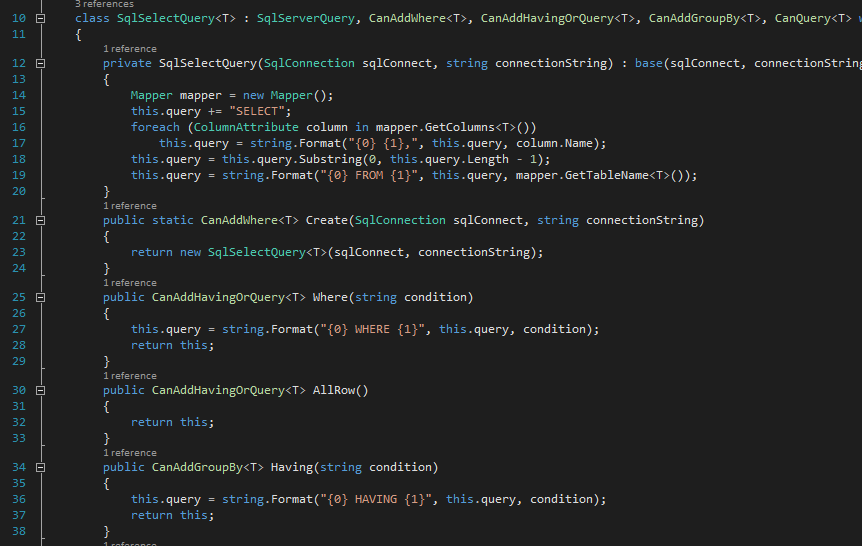 3 references
10 class SqlSelectQuery<T> : SqlServerQuery, CanAddWhere<T>, CanAddHavingOrQuery<T>, CanAddGroupBy<T>, CanQuery<T> w
11 {
1 reference
12 private SqlSelectQuery(SqlConnection sqlConnect, string connectionString) : base(sqlConnect, connectionString
13 {
14 Mapper mapper = new Mapper();
15 this.query += "SELECT";
16 foreach (ColumnAttribute column in mapper.GetColumns<T>())
17 this.query = string.Format("{0} {1},", this.query, column.Name);
18 this.query = this.query.Substring(0, this.query.Length - 1);
19 this.query = string.Format("{0} FROM {1}", this.query, mapper.GetTableName<T>());
20 }
1 reference
21 public static CanAddWhere<T> Create(SqlConnection sqlConnect, string connectionString)
22 {
23 return new SqlSelectQuery<T>(sqlConnect, connectionString);
24 }
1 reference
25 public CanAddHavingOrQuery<T> Where(string condition)
26 {
27 this.query = string.Format("{0} WHERE {1}", this.query, condition);
28 return this;
29 }
1 reference
30 public CanAddHavingOrQuery<T> AllRow()
31 {
32 return this;
33 }
1 reference
34 public CanAddGroupBy<T> Having(string condition)
35 {
36 this.query = string.Format("{0} HAVING {1}", this.query, condition);
37 return this;
38 }
1 reference